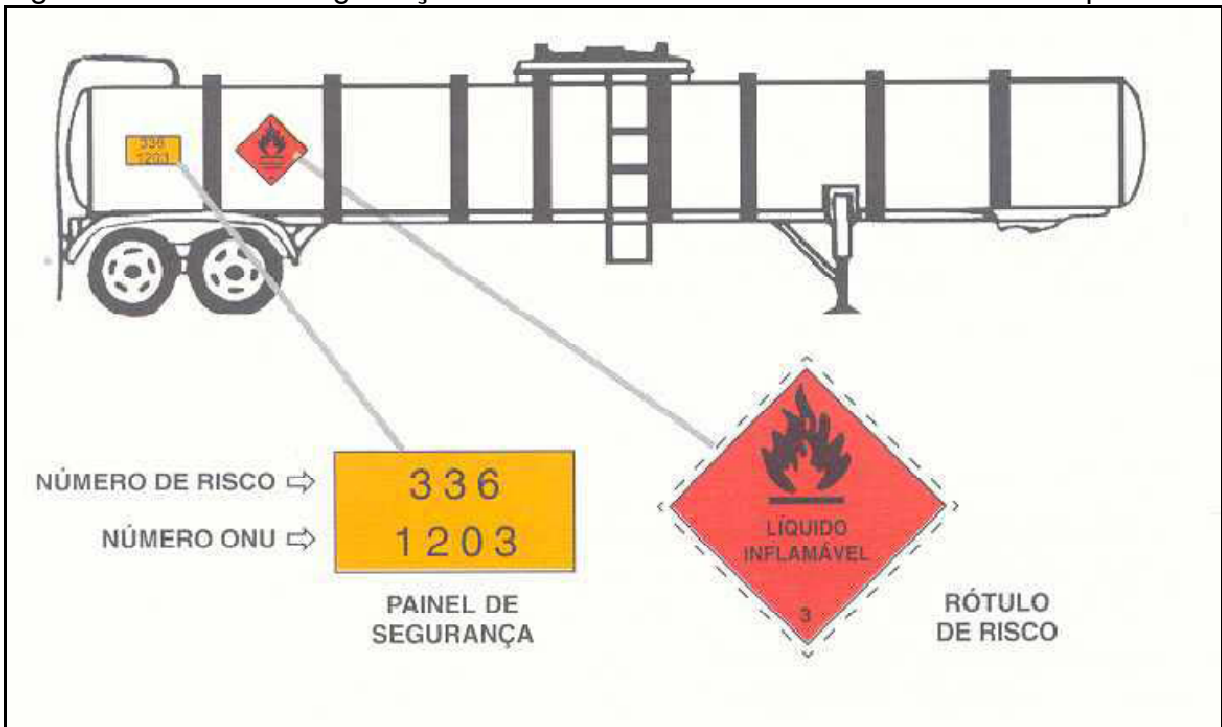 336
1203
NÚMERO DE RISCO
336
NÚMERO ONU
1203
PAINEL DE
SEGURANÇA
LÍQUIDO
INFLAMÁVEL
3
RÓTULO
DE RISCO